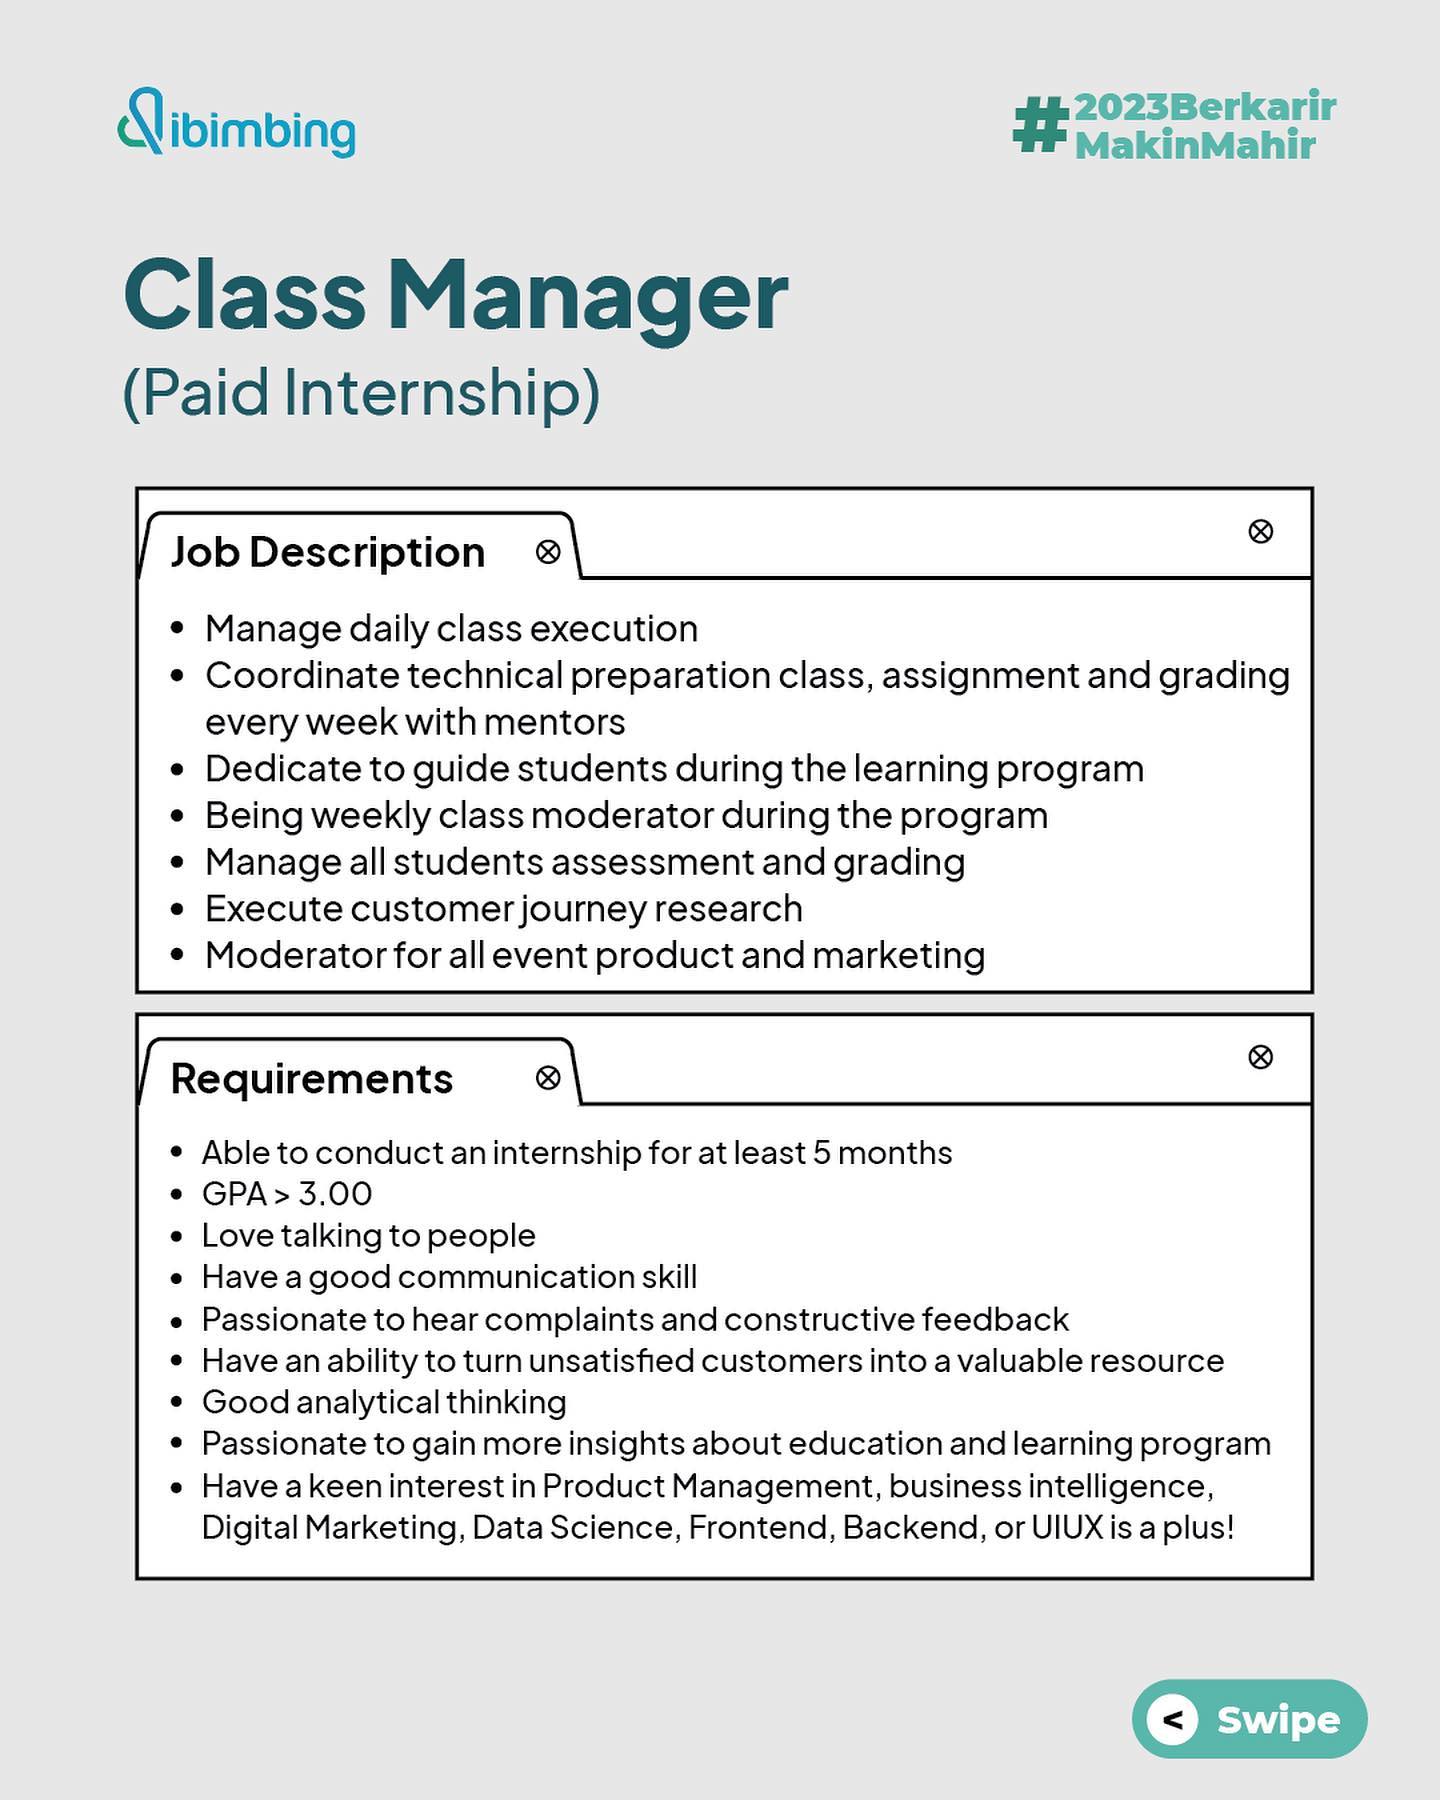 dibimbing
#2023Berkarir
MakinMahir
Class Manager
(Paid Internship)
Job Description
• Manage daily class execution
• Coordinate technical preparation class, assignment and grading
every week with mentors
• Dedicate to guide students during the learning program
• Being weekly class moderator during the program
• Manage all students assessment and grading
• Execute customer journey research
• Moderator for all event product and marketing
Requirements
• Able to conduct an internship for at least 5 months
• GPA > 3.00
• Love talking to people
• Have a good communication skill
• Passionate to hear complaints and constructive feedback
• Have an ability to turn unsatisfied customers into a valuable resource
• Good analytical thinking
• Passionate to gain more insights about education and learning program
• Have a keen interest in Product Management, business intelligence,
Digital Marketing, Data Science, Frontend, Backend, or UIUX is a plus!
< Swipe